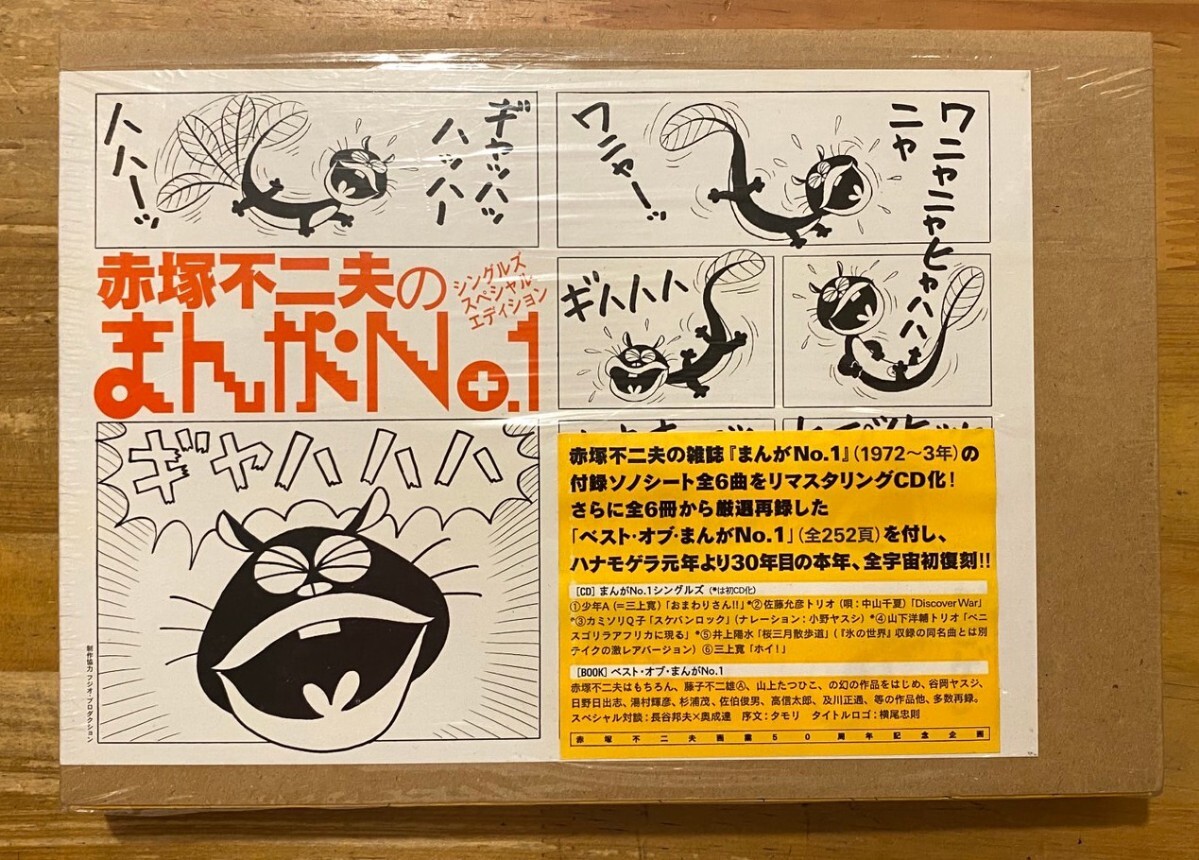 ギャッハッ
ハッハー
ハハーッ
ワニャニャヒャハハハ
ニャ
ワニャーッ
赤塚不二夫の
シングルズ
スペシャル
エディション
まんがNo.1
ギハハハ
ギャハハハ
赤塚不二夫の雑誌『まんがNo.1』(1972〜3年)の
付録ソノシート全6曲をリマスタリングCD化!
さらに全6冊から厳選再録した
「ベスト・オブ・まんがNo.1」(全252頁)を付し、
ハナモゲラ元年より30年目の本年、全宇宙初復刻!!
[CD] まんがNo.1シングルズ (*は初CD化)
①少年A(=三上寛)「おまわりさん!!」*②佐藤允彦トリオ(唄:中山千夏)「Discover War」
*③カミソリQ子「スケバンロック」(ナレーション:小野ヤスシ) *④山下洋輔トリオ「ペニ
スゴリラアフリカに現る」*⑤井上陽水「桜三月散歩道」(『氷の世界』収録の同名曲とは別
テイクの激レアバージョン) ⑥三上寛「ホイ!」
[BOOK] ベスト・オブ・まんがNo.1
赤塚不二夫はもちろん、藤子不二雄Ⓐ、山上たつひこ、の幻の作品をはじめ、谷岡ヤスジ、
日野日出志、湯村輝彦、杉浦茂、佐伯俊男、高信太郎、及川正通、等の作品他、多数再録。
スペシャル対談:長谷邦夫×奥成達 序文:タモリ タイトルロゴ:横尾忠則
赤塚不二夫画業50周年記念企画
制作協力 フジオ・プロダクション